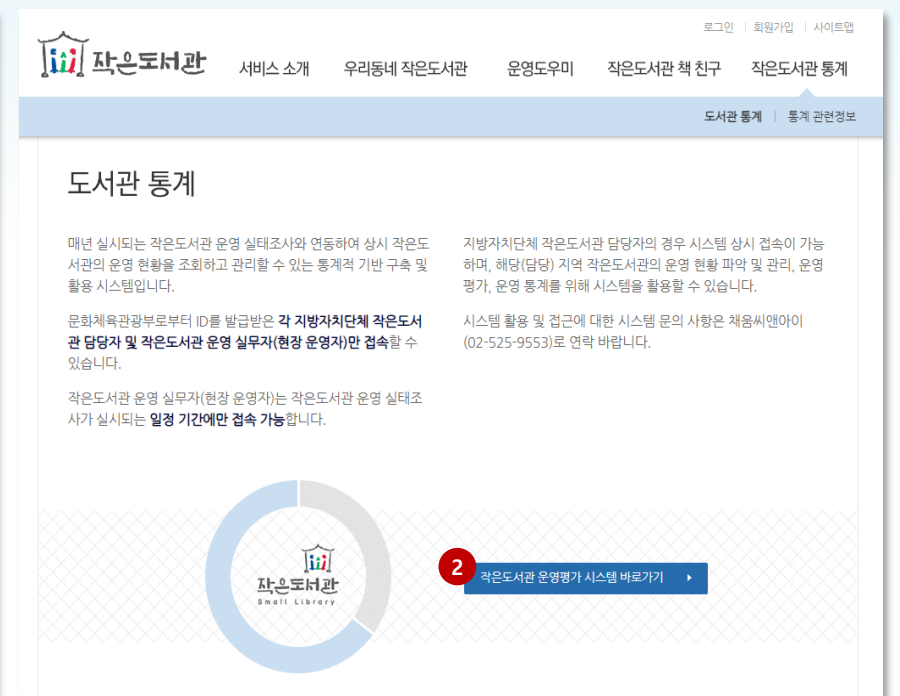 로그인 | 회원가입 | 사이트맵
작은도서관
서비스 소개 우리동네 작은도서관 운영도우미 작은도서관 책 친구 작은도서관 통계
도서관 통계 | 통계 관련정보
도서관 통계
매년 실시되는 작은도서관 운영 실태조사와 연동하여 상시 작은도
서관의 운영 현황을 조회하고 관리할 수 있는 통계적 기반 구축 및
활용 시스템입니다.
문화체육관광부로부터 ID를 발급받은 각 지방자치단체 작은도서
관 담당자 및 작은도서관 운영 실무자(현장 운영자)만 접속할 수
있습니다.
작은도서관 운영 실무자(현장 운영자)는 작은도서관 운영 실태조
사가 실시되는 일정 기간에만 접속 가능합니다.
지방자치단체 작은도서관 담당자의 경우 시스템 상시 접속이 가능
하며, 해당(담당) 지역 작은도서관의 운영 현황 파악 및 관리, 운영
평가, 운영 통계를 위해 시스템을 활용할 수 있습니다.
시스템 활용 및 접근에 대한 시스템 문의 사항은 채움씨앤아이
(02-525-9553)로 연락 바랍니다.
작은도서관
Small Library
2
작은도서관 운영평가 시스템 바로가기